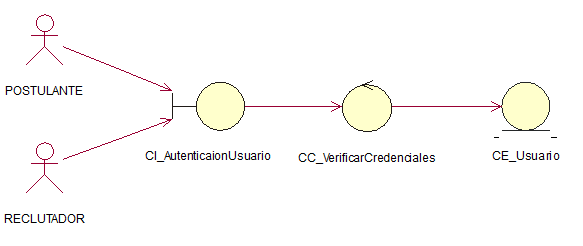 POSTULANTE
CI_AutenticaionUsuario
CC_VerificarCredenciales
CE_Usuario
RECLUTADOR